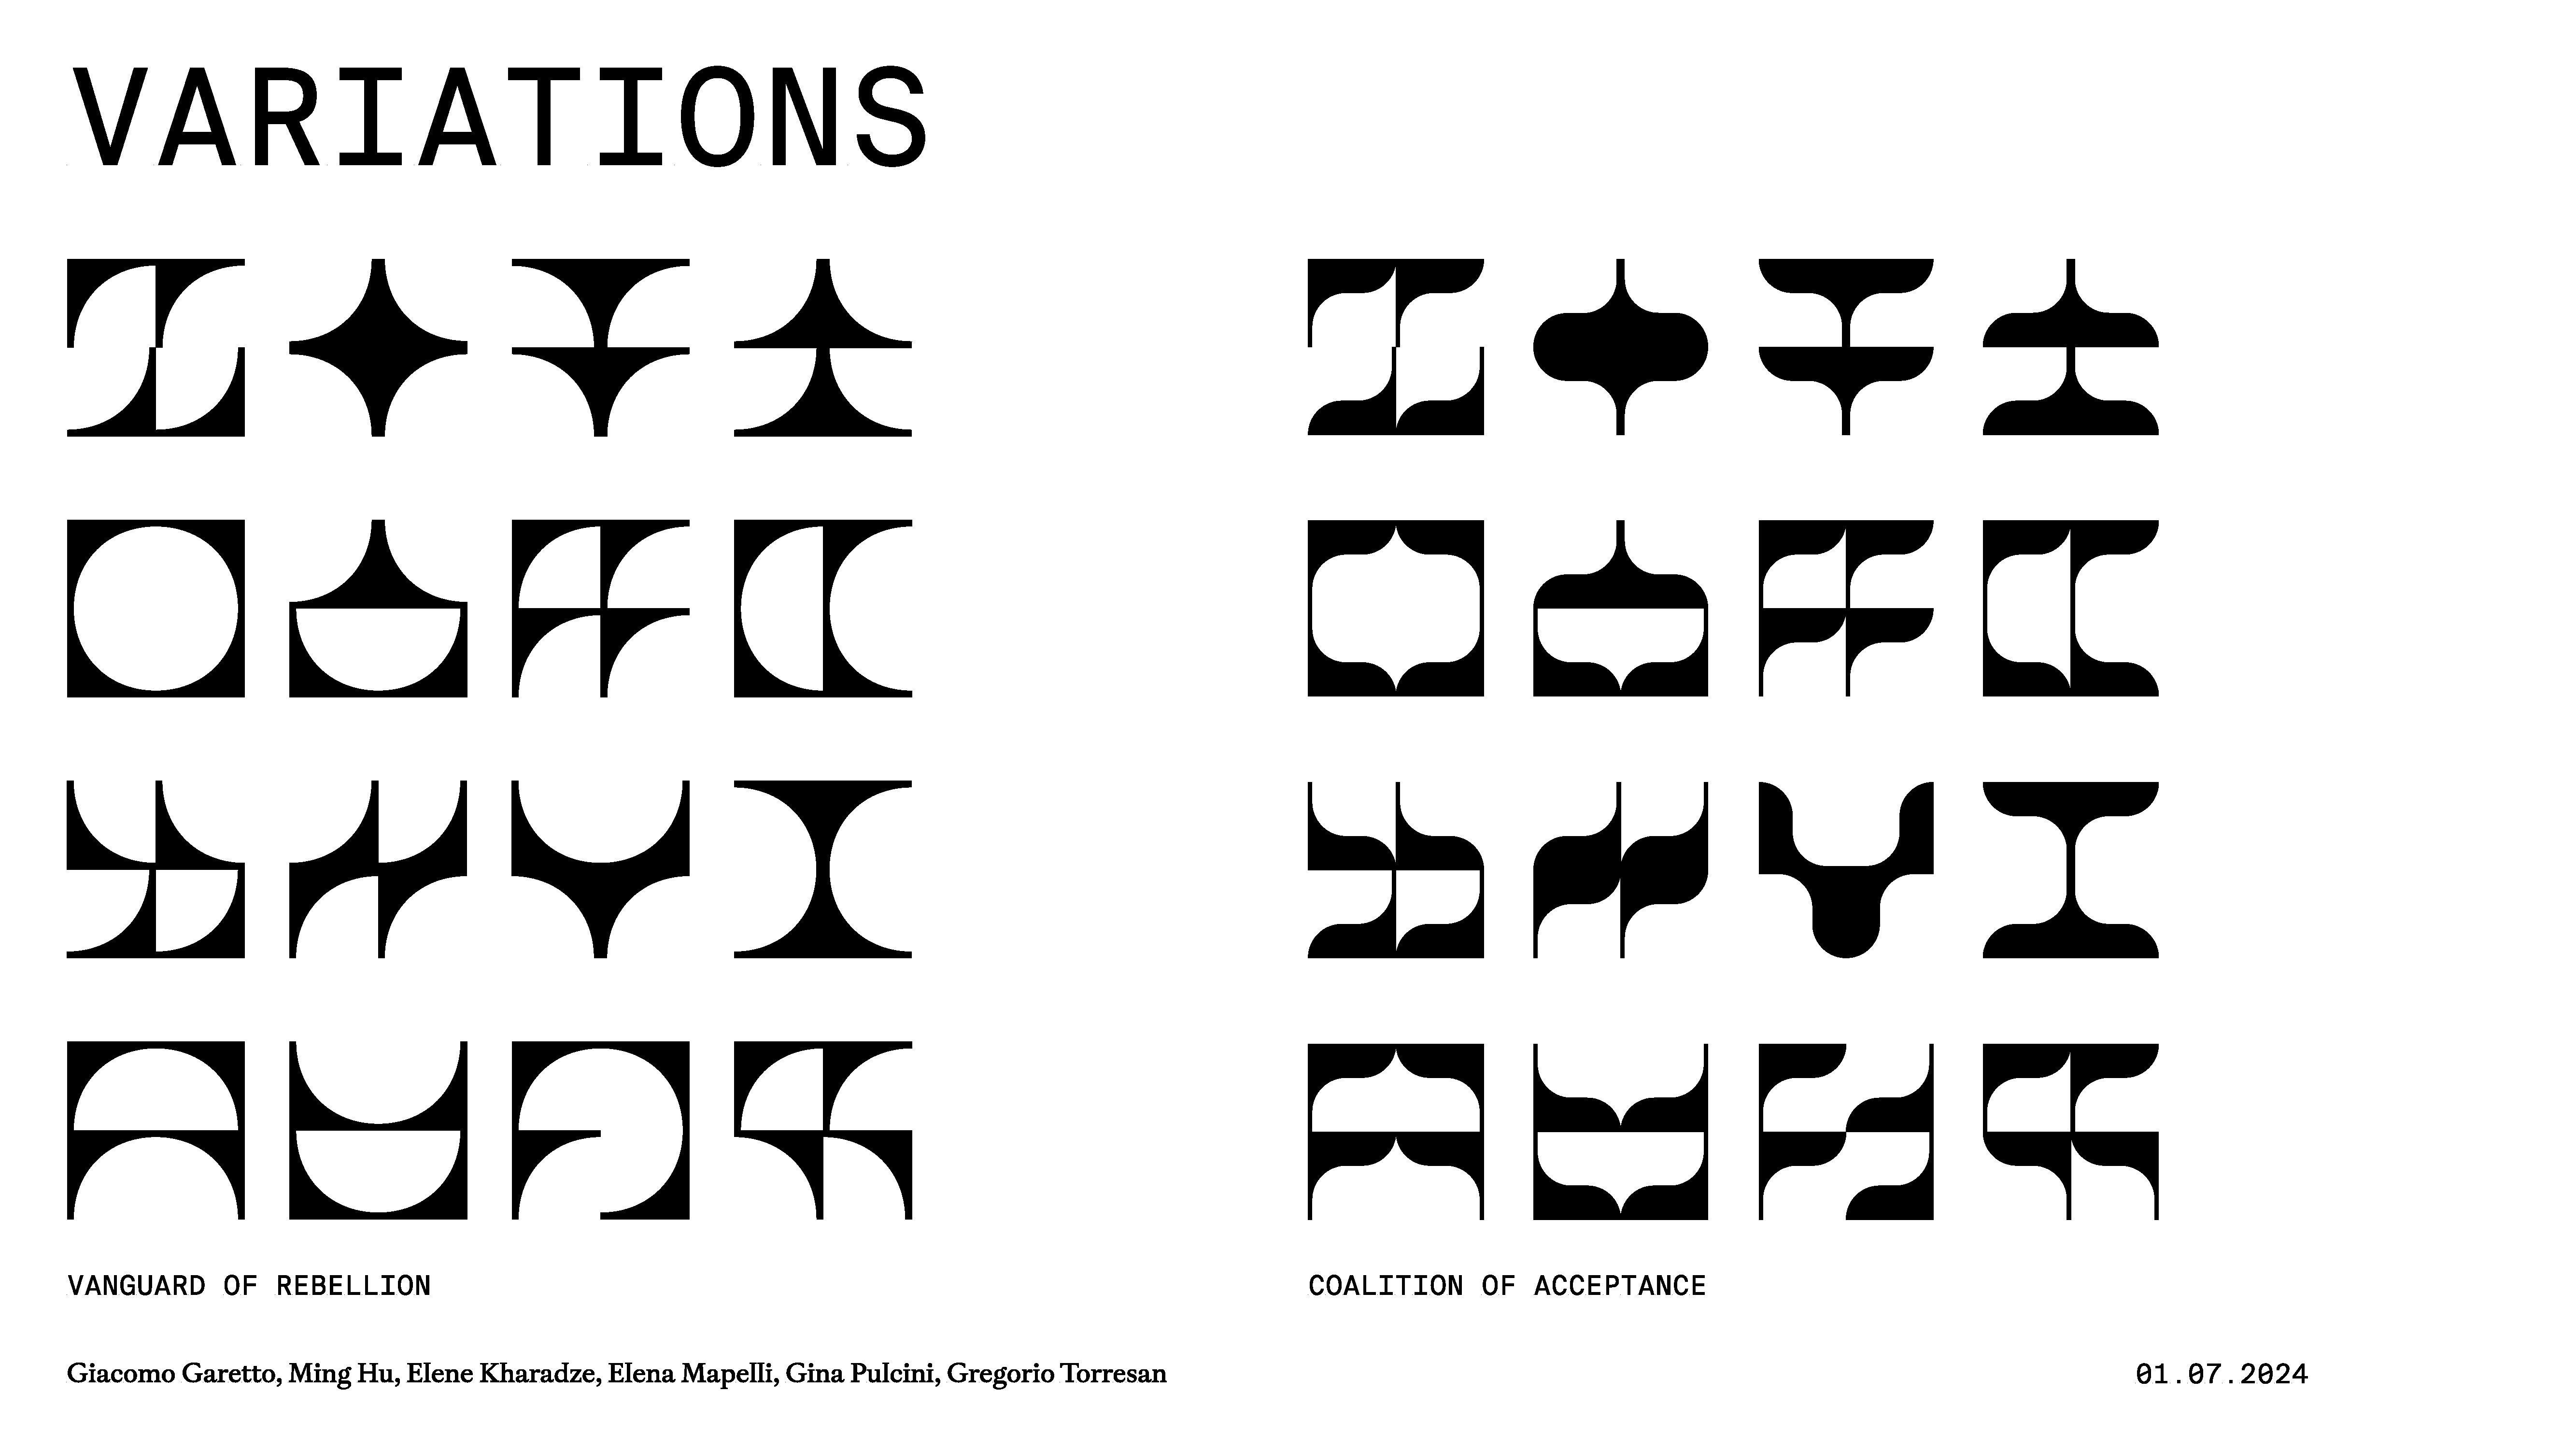 VARIATIONS
VANGUARD OF REBELLION
COALITION OF ACCEPTANCE
Giacomo Garetto, Ming Hu, Elene Kharadze, Elena Mapelli, Gina Pulcini, Gregorio Torresan
01.07.2024